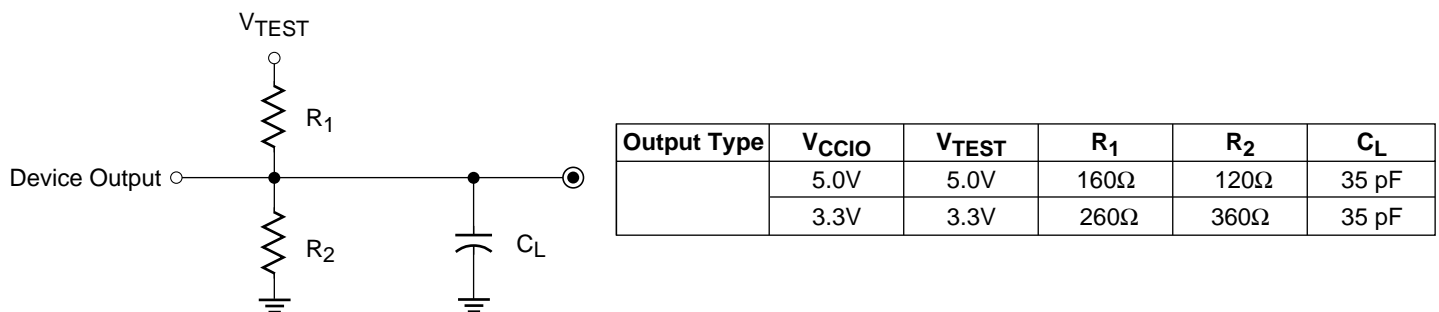 VTEST
R1
Device Output
R2
CL
Output Type VCCIO VTEST R1 R2 CL
5.0V 5.0V 160Ω 120Ω 35 pF
3.3V 3.3V 260Ω 360Ω 35 pF